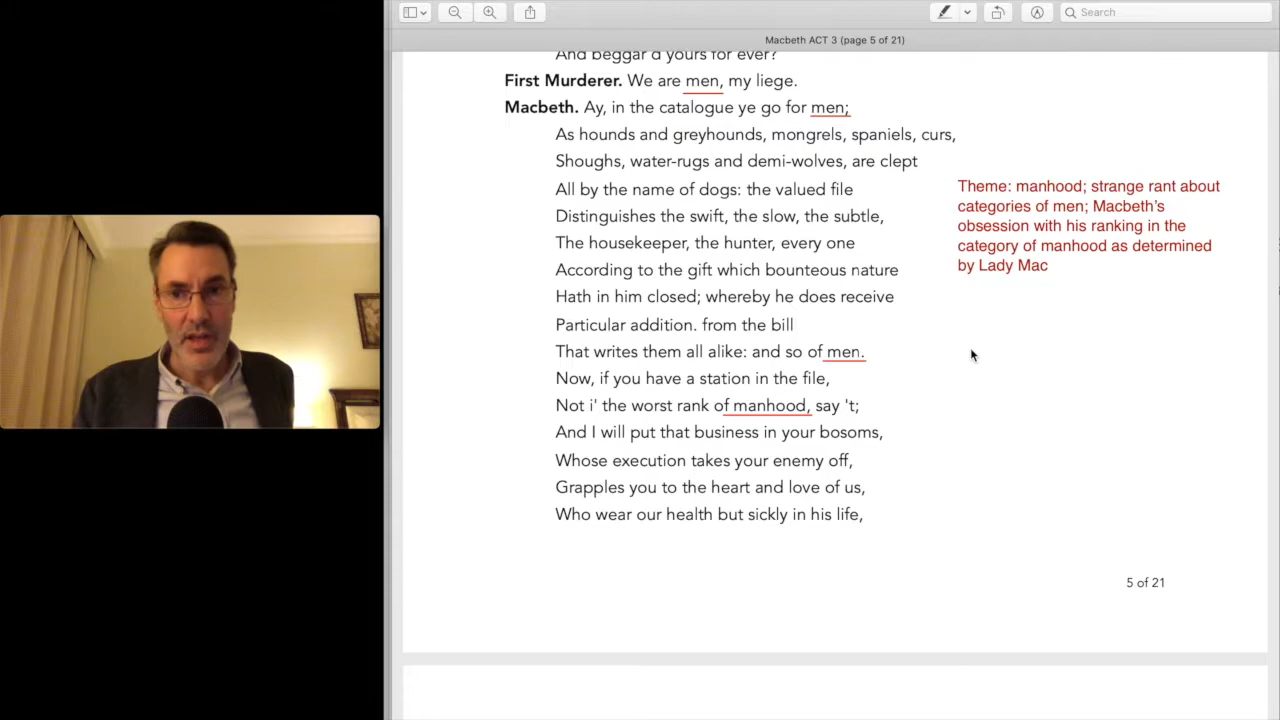 Search
Macbeth ACT 3 (page 5 of 21)
And beggar'd yours for ever?
First Murderer. We are men, my liege.
Macbeth. Ay, in the catalogue ye go for men;
As hounds and greyhounds, mongrels, spaniels, curs,
Shoughs, water-rugs and demi-wolves, are clept
All by the name of dogs: the valued file
Distinguishes the swift, the slow, the subtle,
The housekeeper, the hunter, every one
According to the gift which bounteous nature
Hath in him closed; whereby he does receive
Particular addition. from the bill
That writes them all alike: and so of men.
Now, if you have a station in the file,
Not i' the worst rank of manhood, say 't;
And I will put that business in your bosoms,
Whose execution takes your enemy off,
Grapples you to the heart and love of us,
Who wear our health but sickly in his life,
Theme: manhood; strange rant about
categories of men; Macbeth’s
obsession with his ranking in the
category of manhood as determined
by Lady Mac
5 of 21